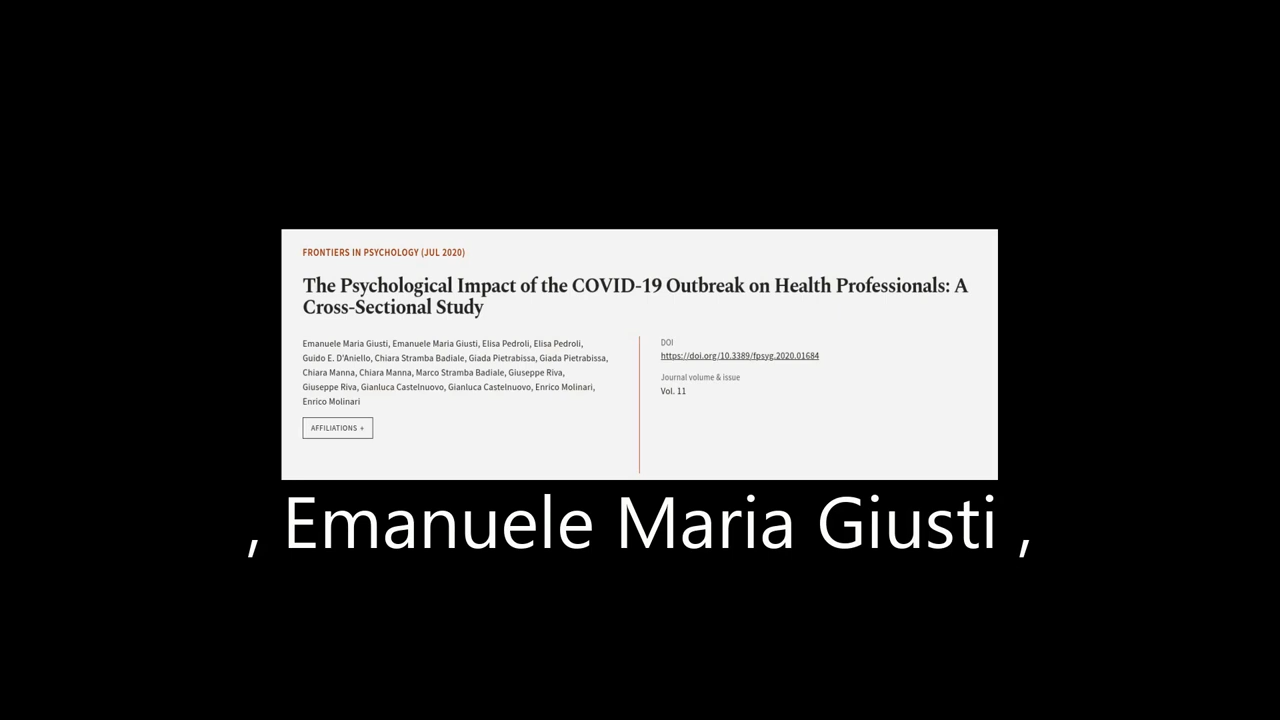 FRONTIERS IN PSYCHOLOGY (JUL 2020)
The Psychological Impact of the COVID-19 Outbreak on Health Professionals: A
Cross-Sectional Study
Emanuele Maria Giusti, Emanuele Maria Giusti, Elisa Pedroli, Elisa Pedroli,
Guido E. D'Aniello, Chiara Stramba Badiale, Giada Pietrabissa, Giada Pietrabissa,
Chiara Manna, Chiara Manna, Marco Stramba Badiale, Giuseppe Riva,
Giuseppe Riva, Gianluca Castelnuovo, Gianluca Castelnuovo, Enrico Molinari,
Enrico Molinari
AFFILIATIONS +
DOI
https://doi.org/10.3389/fpsyg.2020.01684
Journal volume & issue
Vol. 11
, Emanuele Maria Giusti ,